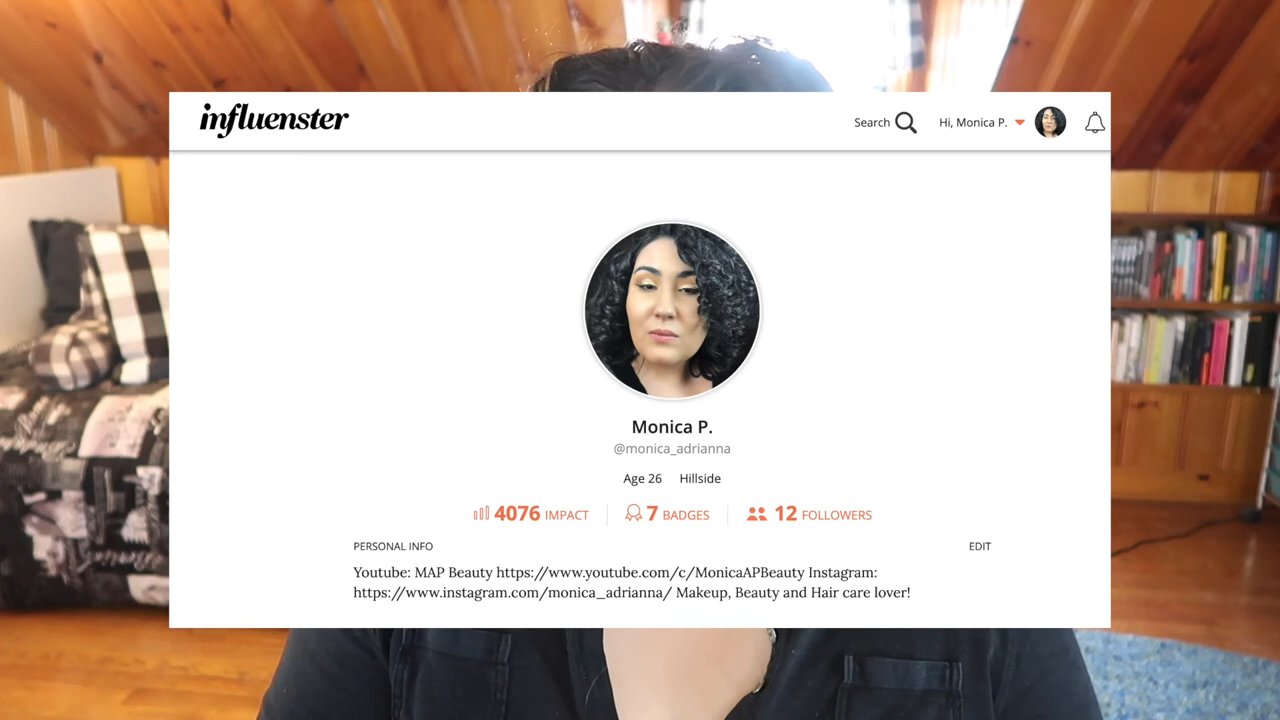 influenster
Search
Hi, Monica P.
Monica P.
@monica_adrianna
Age 26 Hillside
4076 IMPACT 7 BADGES 12 FOLLOWERS
PERSONAL INFO EDIT
Youtube: MAP Beauty https://www.youtube.com/c/MonicaAPBeauty Instagram:
https://www.instagram.com/monica_adrianna/ Makeup, Beauty and Hair care lover!